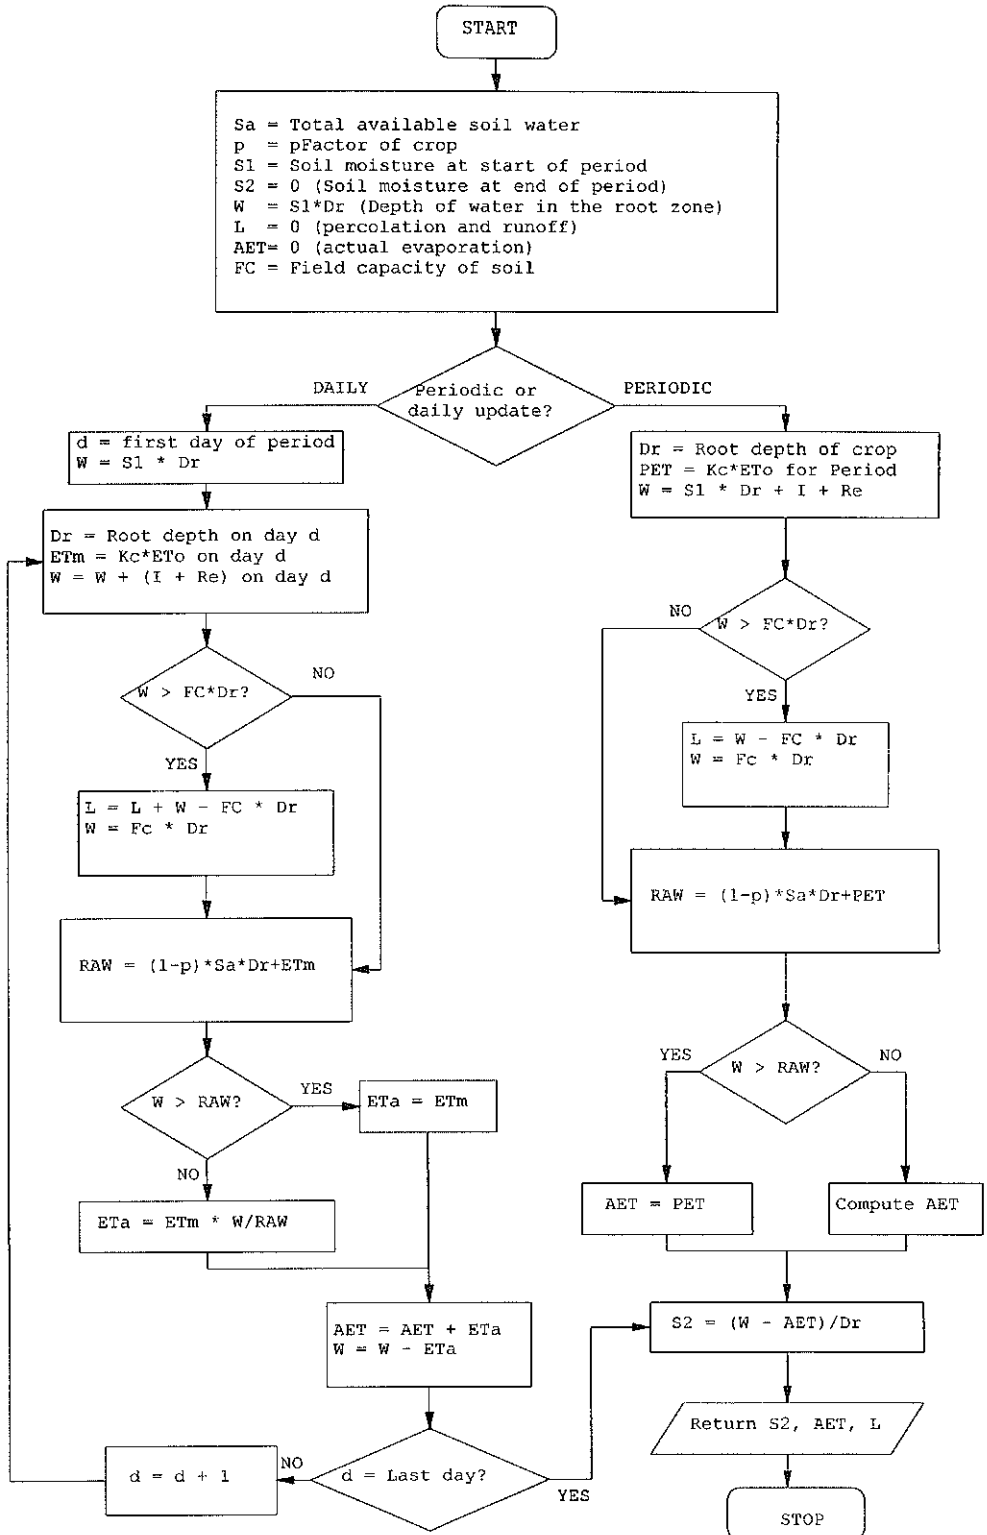 START
Sa = Total available soil water
p = pFactor of crop
S1 = Soil moisture at start of period
S2 = 0 (Soil moisture at end of period)
W = S1*Dr (Depth of water in the root zone)
L = 0 (percolation and runoff)
AET= 0 (actual evaporation)
FC = Field capacity of soil
Periodic or
daily update?
DAILY
PERIODIC
d = first day of period
W = S1 * Dr
Dr = Root depth on day d
ETm = Kc*ETo on day d
W = W + (I + Re) on day d
W > FC*Dr?
NO
YES
L = L + W - FC * Dr
W = Fc * Dr
RAW = (1-p)*Sa*Dr+ETm
W > RAW?
YES
ETa = ETm
NO
ETa = ETm * W/RAW
AET = AET + ETa
W = W - ETa
d = Last day?
NO
d = d + 1
YES
Dr = Root depth of crop
PET = Kc*ETo for Period
W = S1 * Dr + I + Re
W > FC*Dr?
NO
YES
L = W - FC * Dr
W = Fc * Dr
RAW = (1-p)*Sa*Dr+PET
W > RAW?
YES
NO
AET = PET
Compute AET
S2 = (W - AET)/Dr
Return S2, AET, L
STOP